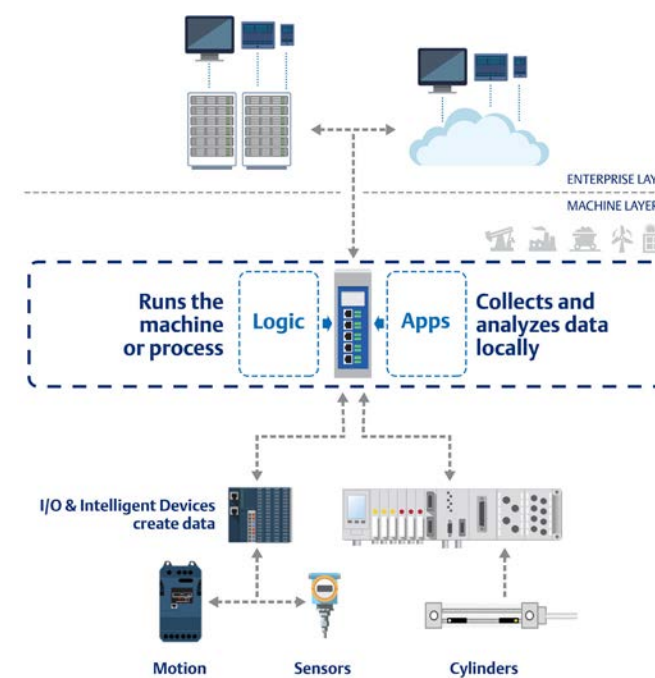 ENTERPRISE LAY
MACHINE LAYER
Runs the
machine
or process
Logic
Apps
Collects and
analyzes data
locally
I/O & Intelligent Devices
create data
Motion
Sensors
Cylinders